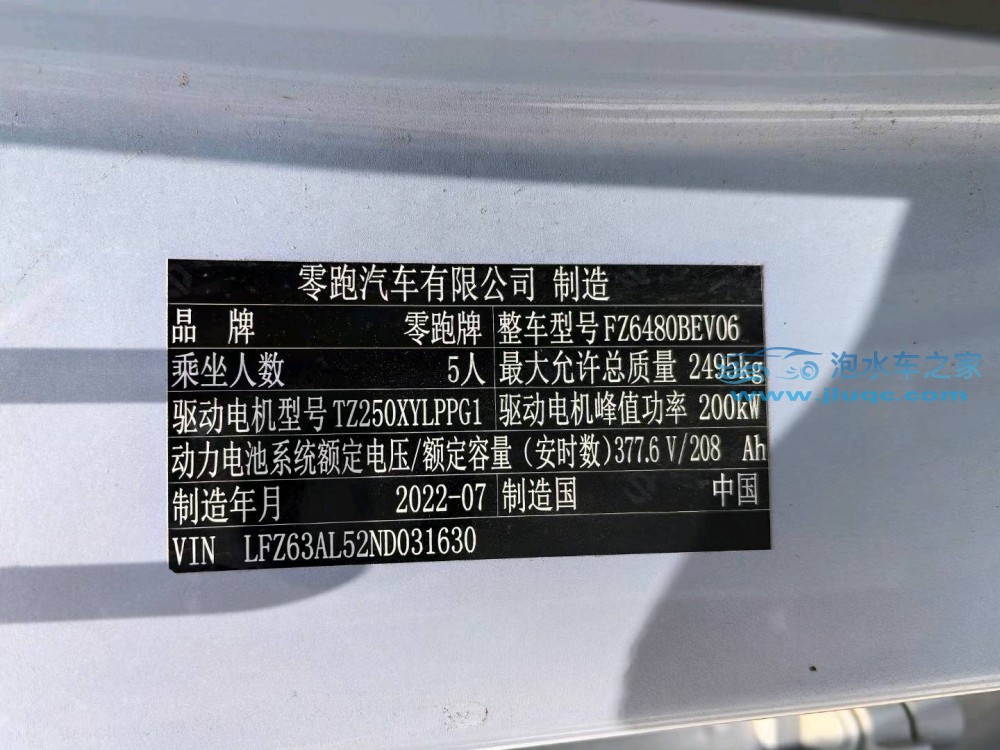 零跑汽车有限公司 制造
品 牌 零跑牌 整车型号 FZ6480BEV06
乘坐人数 5人 最大允许总质量 2495kg
驱动电机型号 TZ250XYLPPG1 驱动电机峰值功率 200kW
动力电池系统额定电压/额定容量(安时数)377.6 V/208 Ah
制造年月 2022-07 制造国 中国
VIN LFZ63AL52ND031630
泡水车之家
www.jiuqc.com